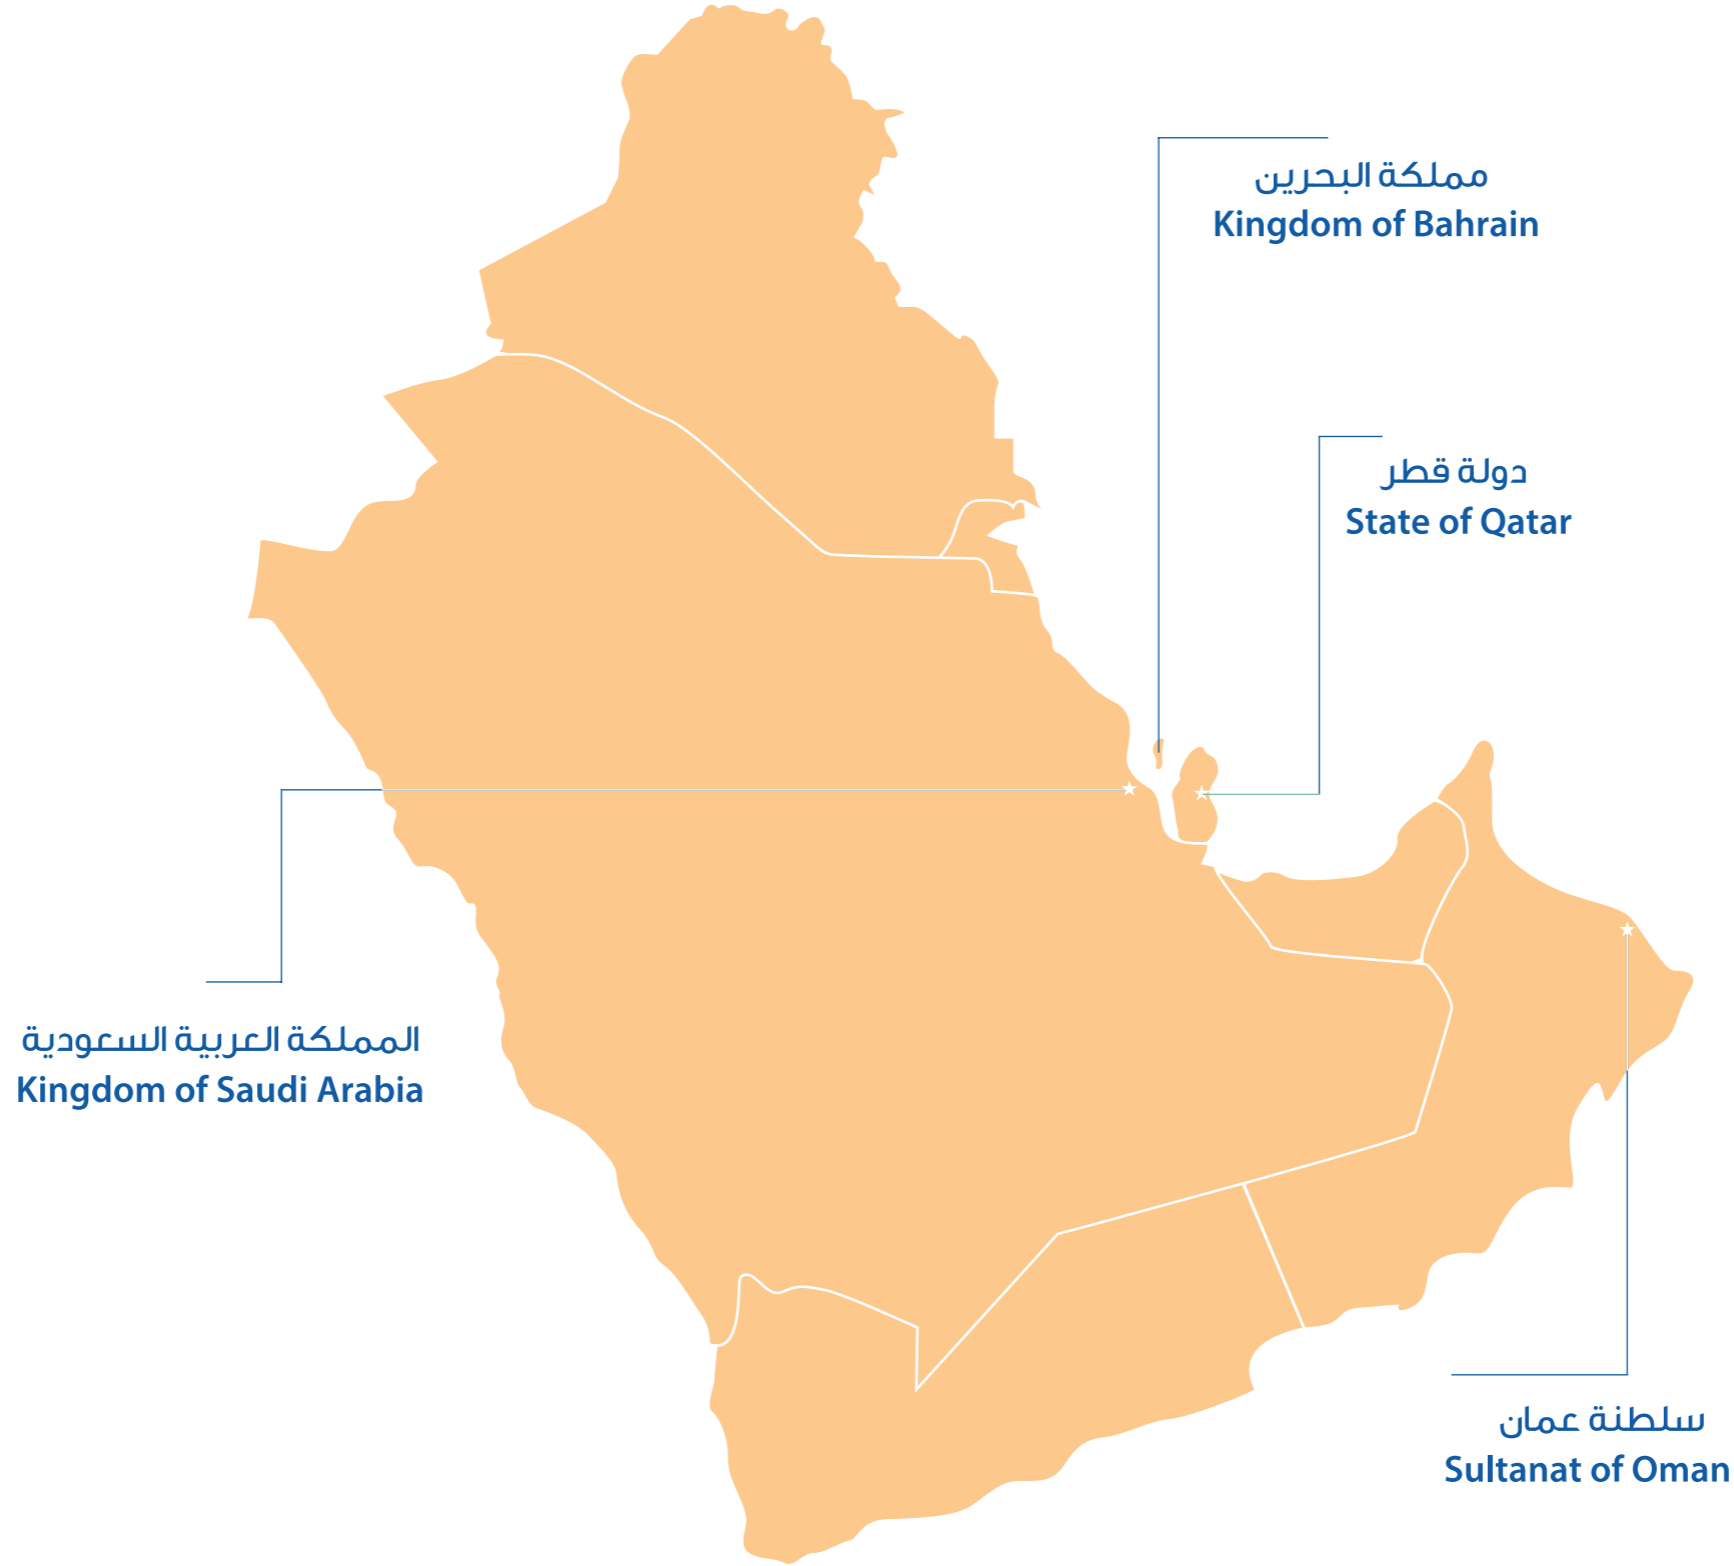 مملكة البحرين
Kingdom of Bahrain
دولة قطر
State of Qatar
المملكة العربية السعودية
Kingdom of Saudi Arabia
سلطنة عمان
Sultanat of Oman